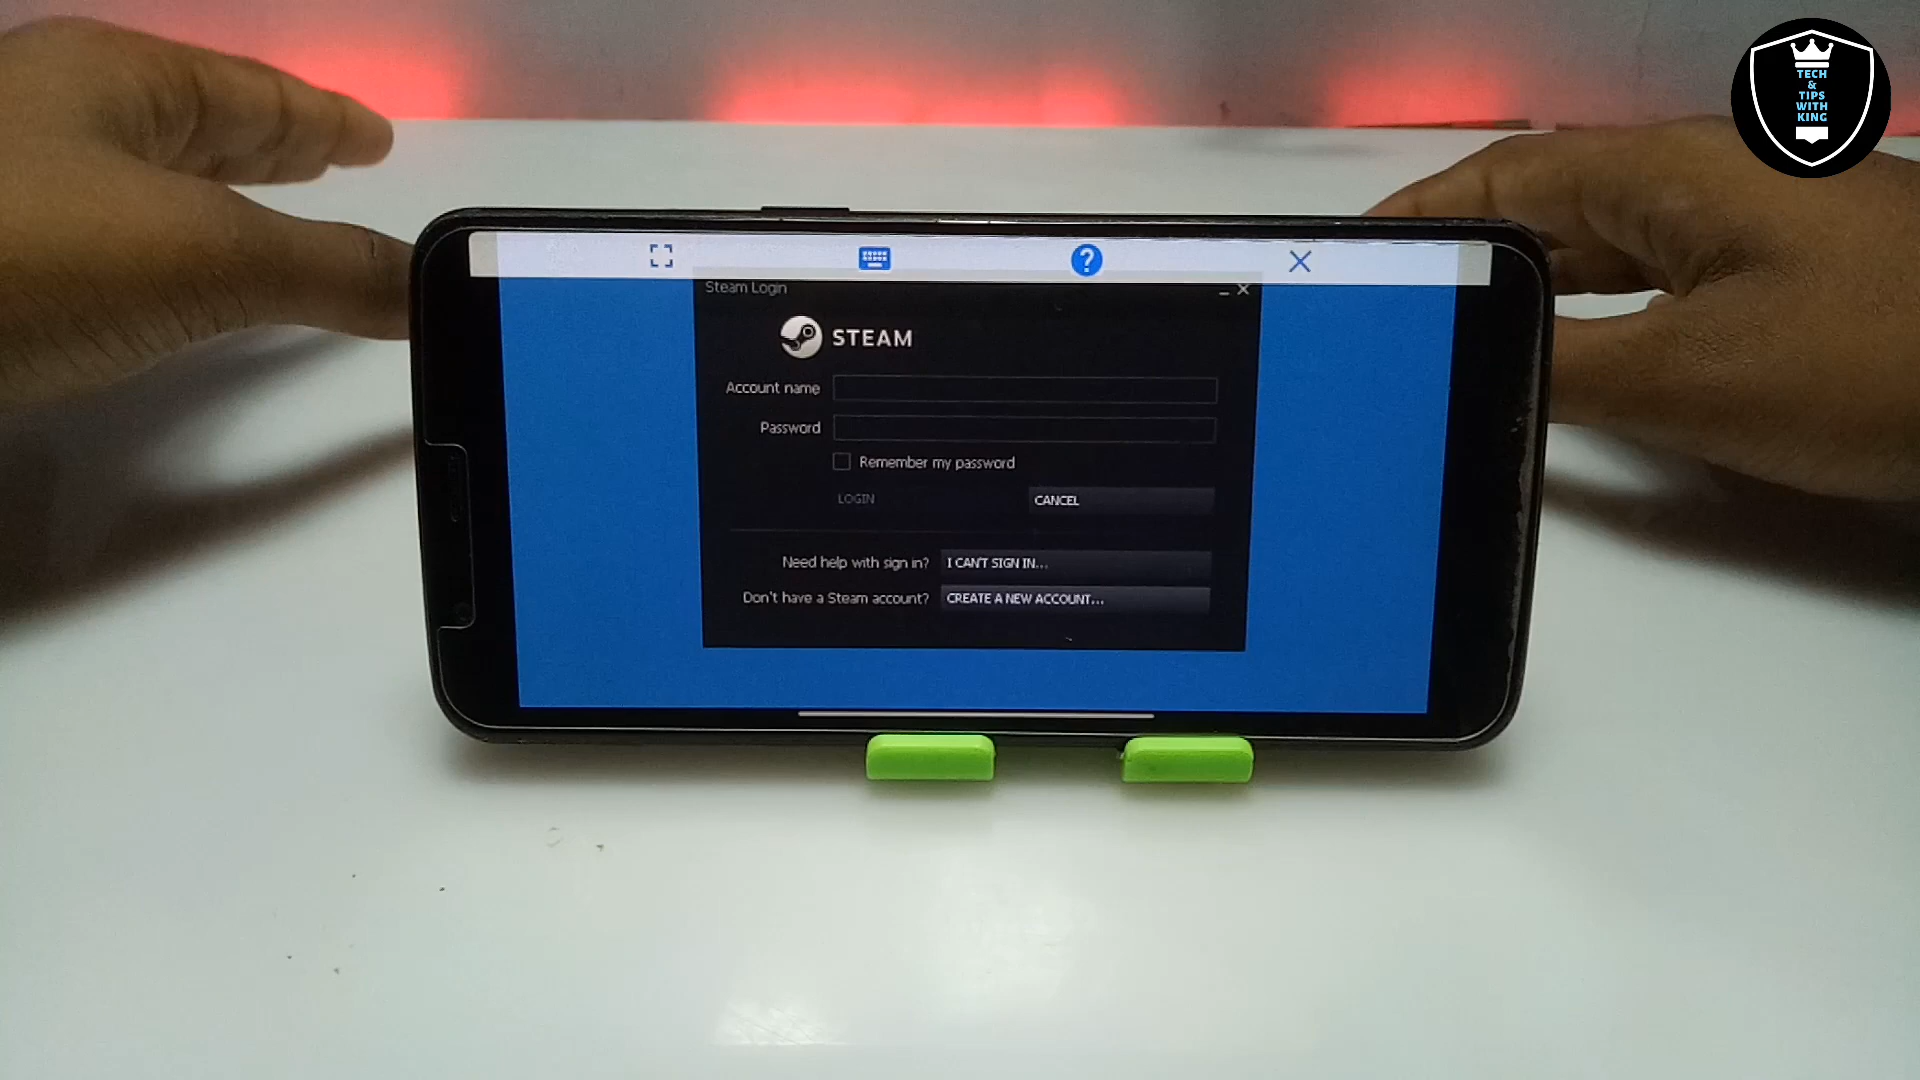 TECH
&
TIPS
WITH
KING
?
Steam Login
STEAM
Account name
Password
Remember my password
LOGIN
CANCEL
Need help with sign in?
I CAN'T SIGN IN...
Don't have a Steam account?
CREATE A NEW ACCOUNT...